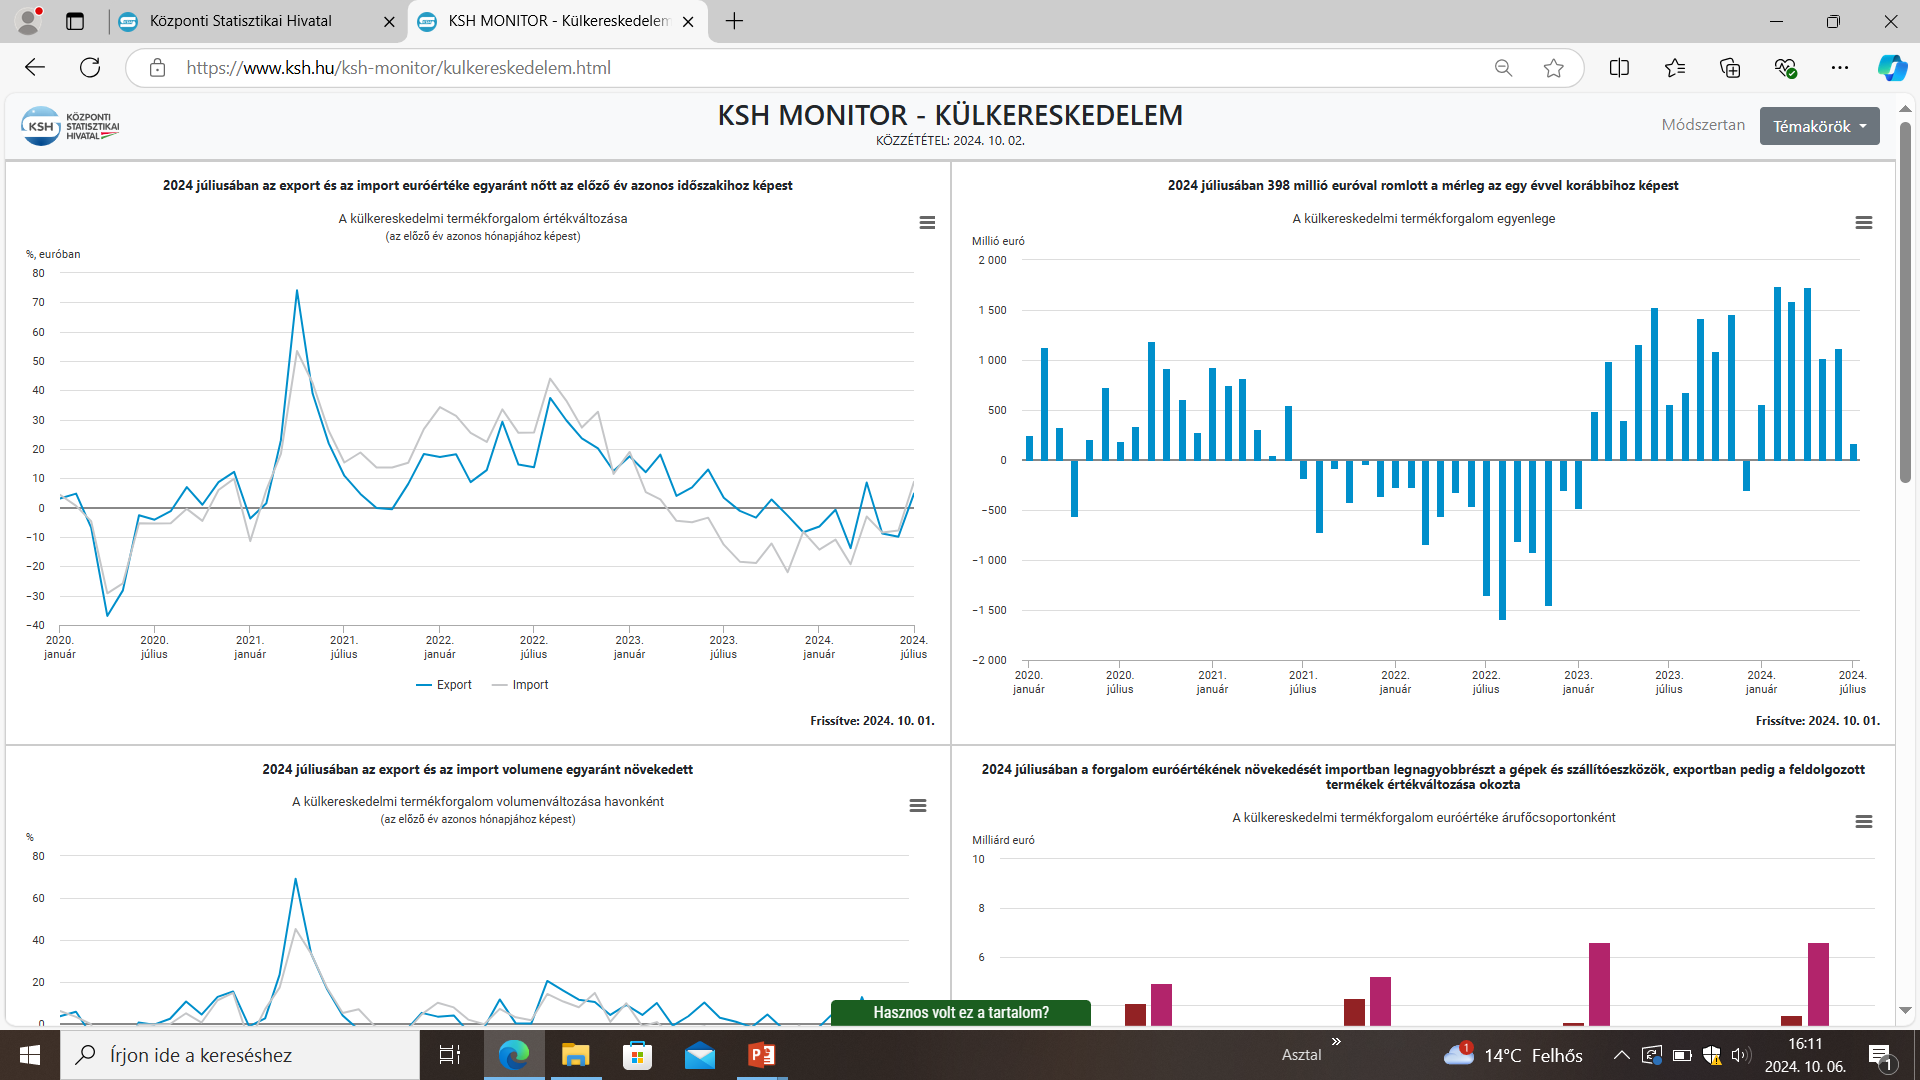 Központi Statisztikai Hivatal
KSH MONITOR - Külkereskedelem
https://www.ksh.hu/ksh-monitor/kulkereskedelem.html
KSH
KÖZPONTI
STATISZTIKAI
HIVATAL
KSH MONITOR - KÜLKERESKEDELEM
KÖZZÉTÉTEL: 2024. 10. 02.
Módszertan
Témakörök
2024 júliusában az export és az import euróértéke egyaránt nőtt az előző év azonos időszakihoz képest
A külkereskedelmi termékforgalom értékváltozása
(az előző év azonos hónapjához képest)
%, euróban
80
70
60
50
40
30
20
10
0
−10
−20
−30
−40
2020. január
2020. július
2021. január
2021. július
2022. január
2022. július
2023. január
2023. július
2024. január
2024. július
Export
Import
Frissítve: 2024. 10. 01.
2024 júliusában 398 millió euróval romlott a mérleg az egy évvel korábbihoz képest
A külkereskedelmi termékforgalom egyenlege
Millió euró
2 000
1 500
1 000
500
0
−500
−1 000
−1 500
−2 000
2020. január
2020. július
2021. január
2021. július
2022. január
2022. július
2023. január
2023. július
2024. január
2024. július
Frissítve: 2024. 10. 01.
2024 júliusában az export és az import volumene egyaránt növekedett
A külkereskedelmi termékforgalom volumenváltozása havonként
(az előző év azonos hónapjához képest)
%
80
60
40
20
0
2024 júliusában a forgalom euróértékének növekedését importban legnagyobbrészt a gépek és szállítóeszközök, exportban pedig a feldolgozott
termékek értékváltozása okozta
A külkereskedelmi termékforgalom euróértéke árufőcsoportonként
Milliárd euró
10
8
6
Hasznos volt ez a tartalom?
Írjon ide a kereséshez
Asztal
»
1
14°C Felhős
16:11
2024. 10. 06.
1